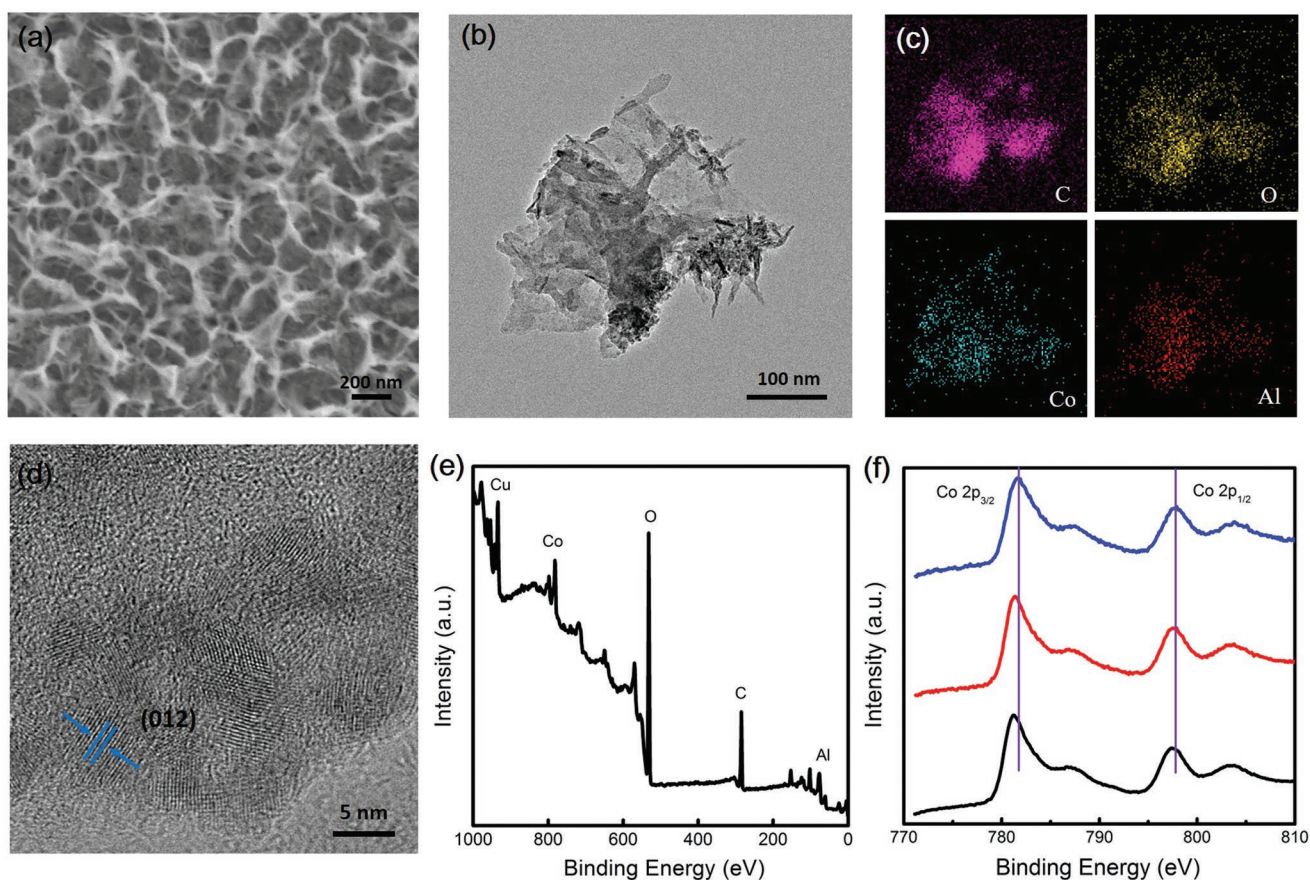 (a)
200 nm
(b)
100 nm
(c)
C
O
Co
Al
(d)
(012)
5 nm
(e)
Cu
Co
O
C
Al
Intensity (a.u.)
1000 800 600 400 200 0
Binding Energy (eV)
(f)
Co 2p3/2
Co 2p1/2
Intensity (a.u.)
770 780 790 800 810
Binding Energy (eV)